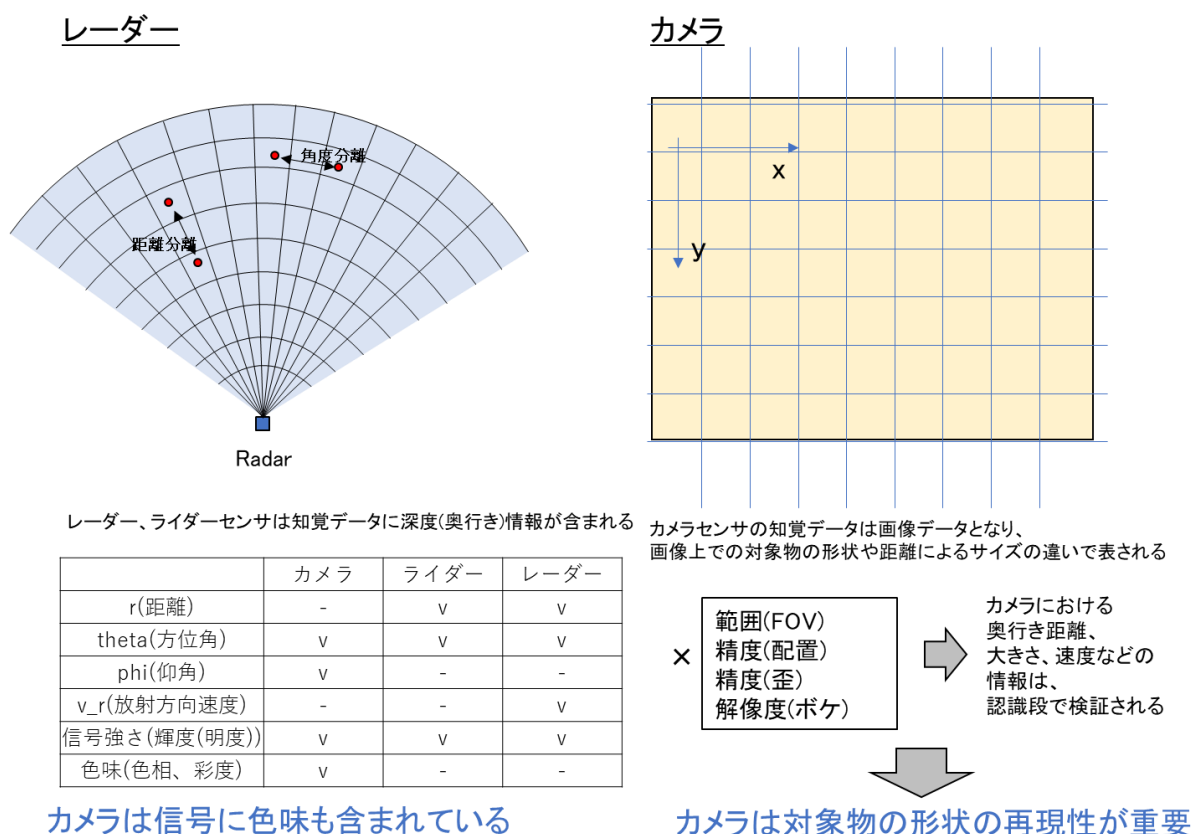 レーダー
角度分離
距離分離
Radar
レーダー、ライダーセンサは知覚データに深度(奥行き)情報が含まれる
カメラ ライダー レーダー
r(距離) - v v
theta(方位角) v v v
phi(仰角) v - -
v_r(放射方向速度) - - v
信号強さ(輝度(明度)) v v v
色味(色相、彩度) v - -
カメラは信号に色味も含まれている
カメラ
x
y
カメラセンサの知覚データは画像データとなり、
画像上での対象物の形状や距離によるサイズの違いで表される
×
範囲(FOV)
精度(配置)
精度(歪)
解像度(ボケ)
カメラにおける
奥行き距離、
大きさ、速度などの
情報は、
認識段で検証される
カメラは対象物の形状の再現性が重要